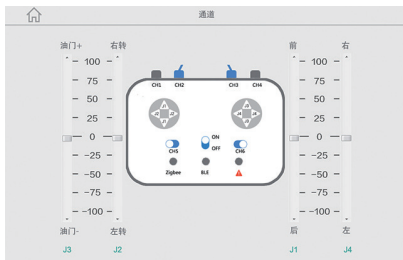 通道
油门+ 右转 前 右
100 100
75 75
50 50
25 25
0 0
-25 -25
-50 -50
-75 -75
-100 -100
CH1 CH2 CH3 CH4
ON
OFF
CH5 CH6
Zigbee BLE
油门- 左转 后 左
J3 J2 J1 J4